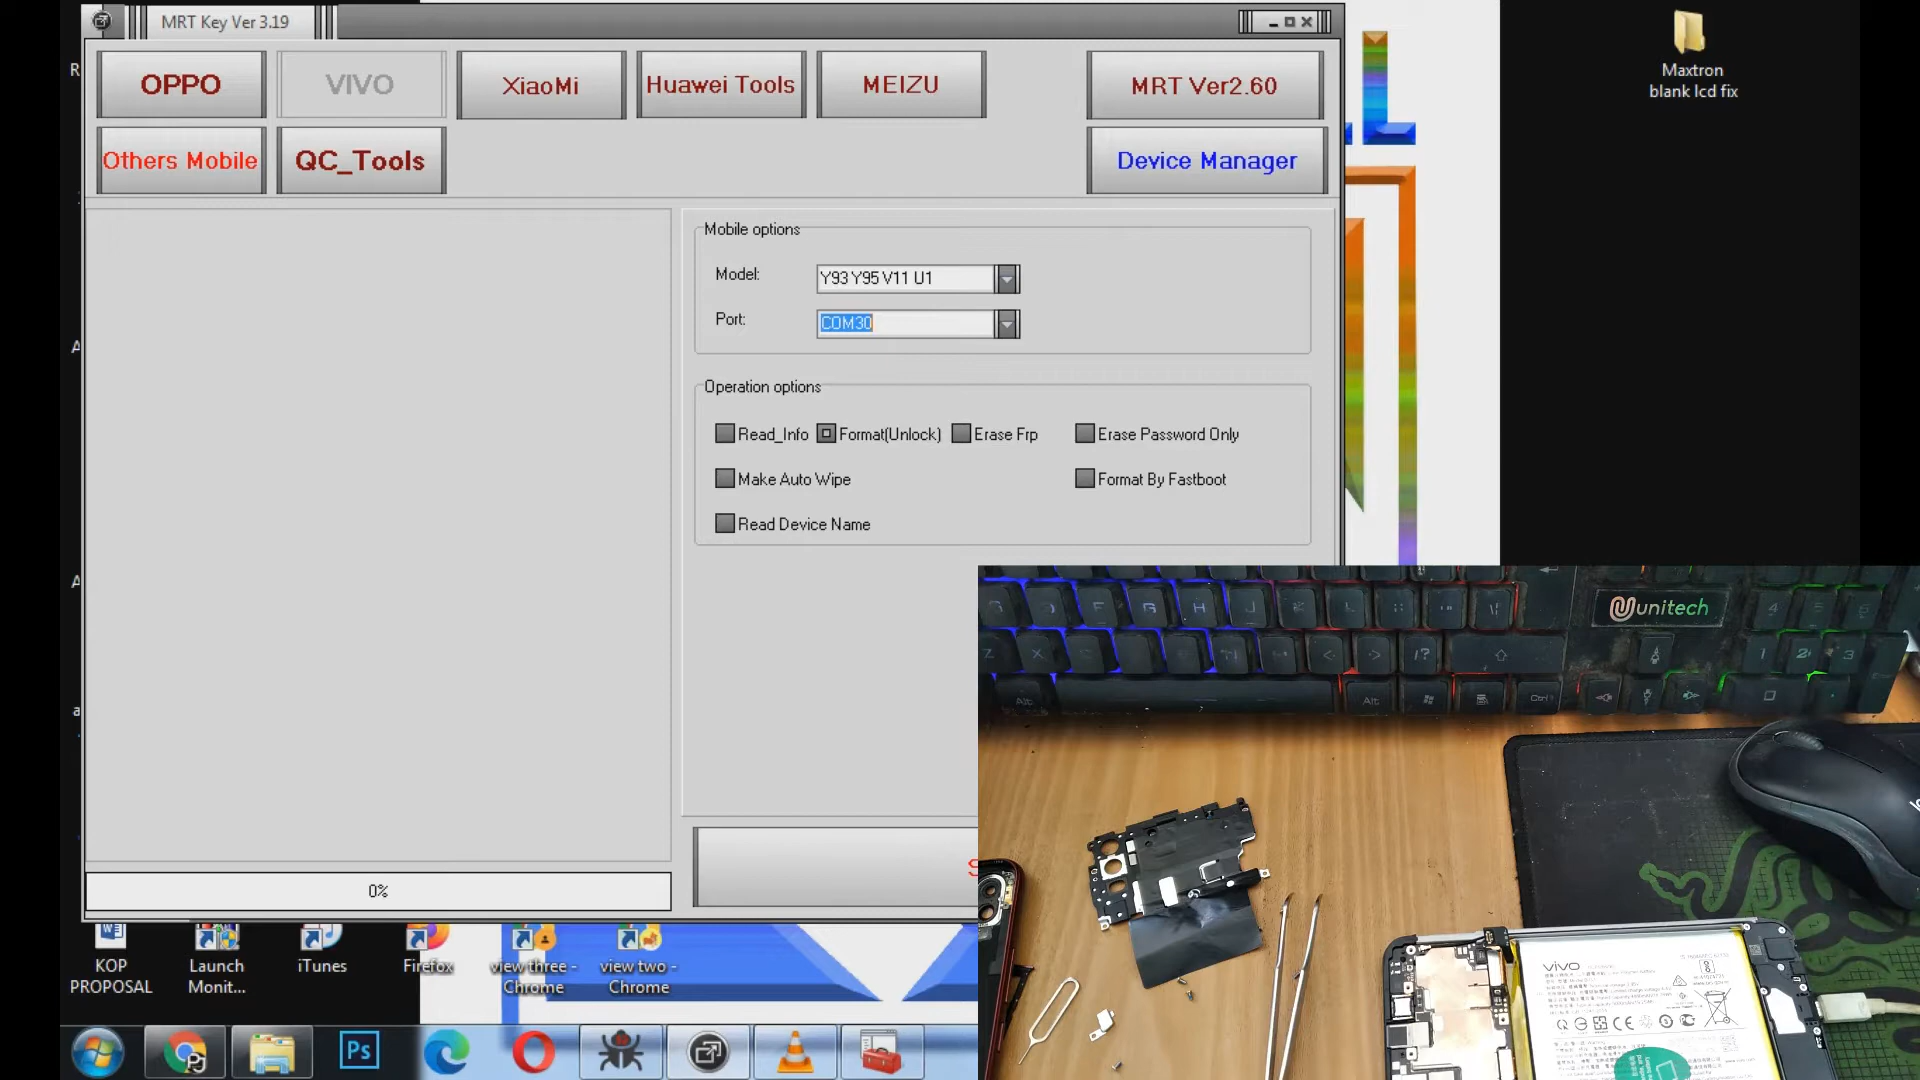 MRT Key Ver 3.19
OPPO
VIVO
XiaoMi
Huawei Tools
MEIZU
MRT Ver2.60
Others Mobile
QC_Tools
Device Manager
Mobile options
Model:
Y93 Y95 V11 U1
Port:
COM30
Operation options
Read_Info
Format(Unlock)
Erase Frp
Erase Password Only
Make Auto Wipe
Format By Fastboot
Read Device Name
0%
Maxtron
blank lcd fix
KOP
PROPOSAL
Launch
Monit...
iTunes
Firefox
view three -
Chrome
view two -
Chrome
Ps
unitech
Alt
Ctrl
vivo